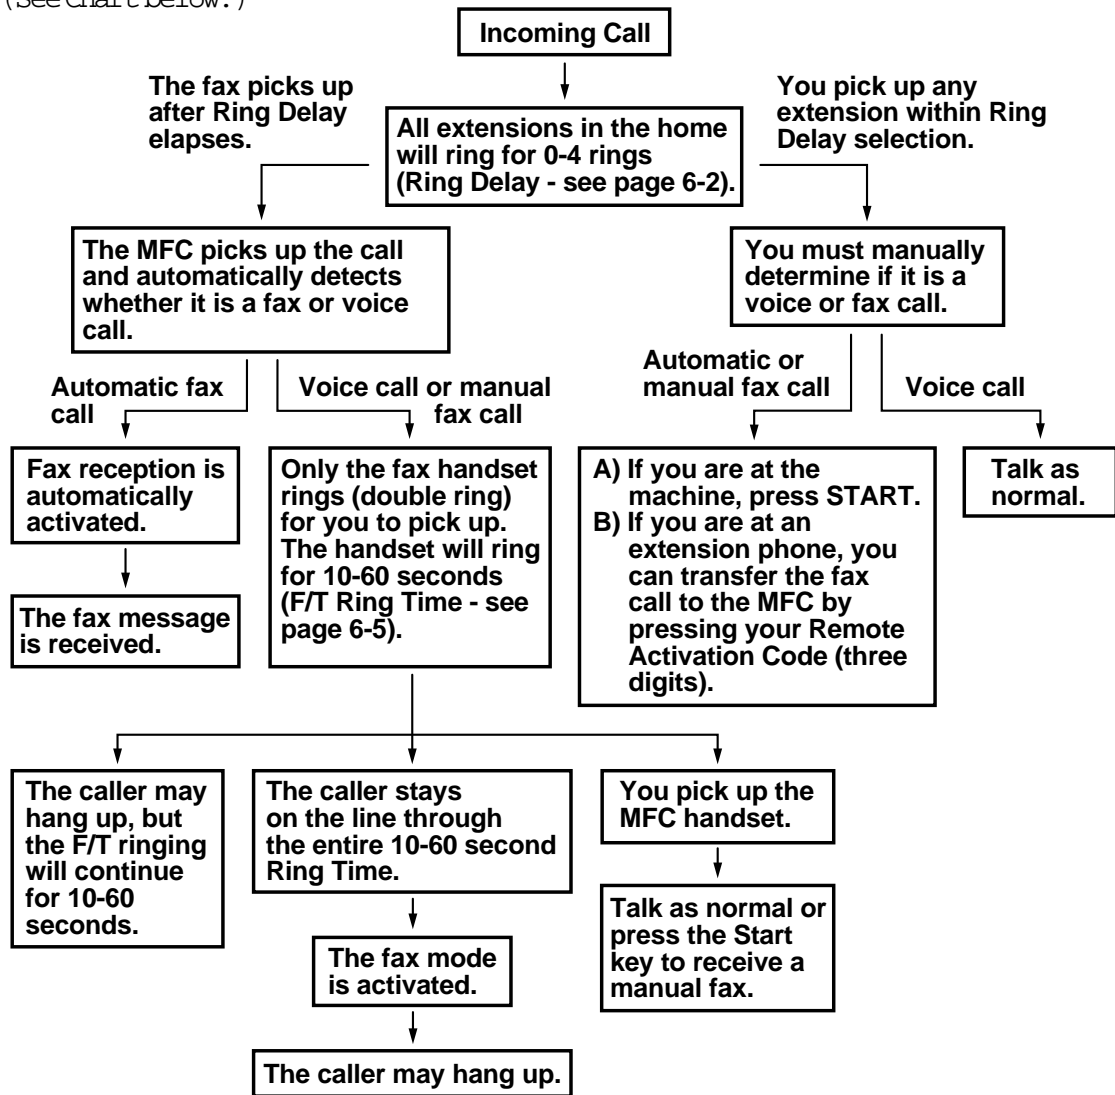 (See Chart below.)
Incoming Call
The fax picks up
after Ring Delay
elapses.
You pick up any
extension within Ring
Delay selection.
All extensions in the home
will ring for 0-4 rings
(Ring Delay - see page 6-2).
The MFC picks up the call
and automatically detects
whether it is a fax or voice
call.
You must manually
determine if it is a
voice or fax call.
Automatic fax
call
Voice call or manual
fax call
Automatic or
manual fax call
Voice call
Fax reception is
automatically
activated.
Only the fax handset
rings (double ring)
for you to pick up.
The handset will ring
for 10-60 seconds
(F/T Ring Time - see
page 6-5).
A) If you are at the
machine, press START.
B) If you are at an
extension phone, you
can transfer the fax
call to the MFC by
pressing your Remote
Activation Code (three
digits).
Talk as
normal.
The fax message
is received.
The caller may
hang up, but
the F/T ringing
will continue
for 10-60
seconds.
The caller stays
on the line through
the entire 10-60 second
Ring Time.
You pick up the
MFC handset.
The fax mode
is activated.
Talk as normal or
press the Start
key to receive a
manual fax.
The caller may hang up.